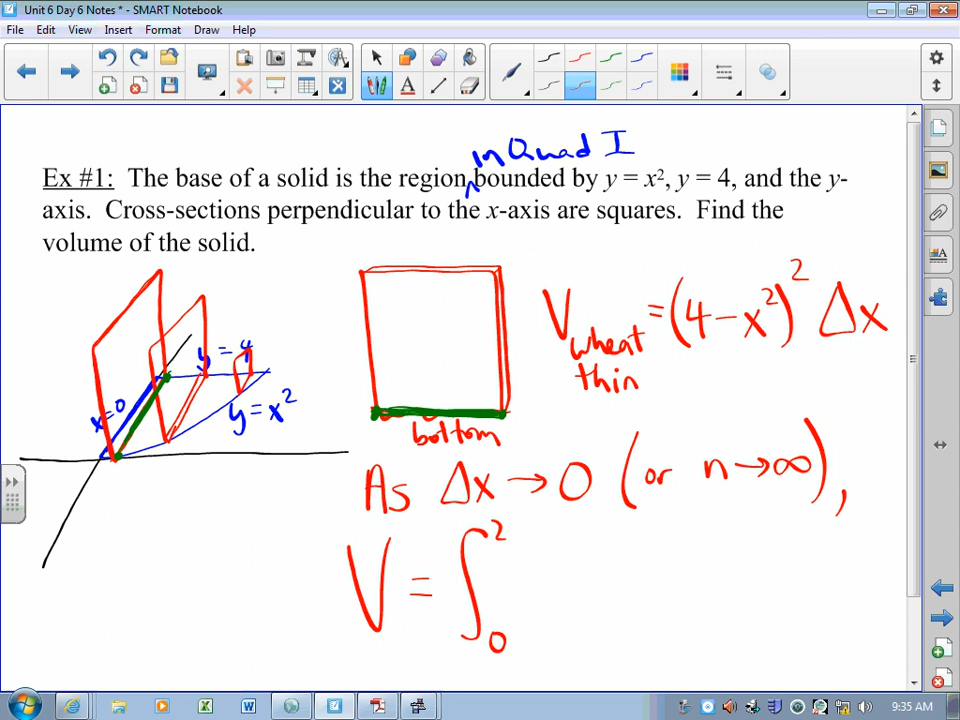 Unit 6 Day 6 Notes * - SMART Notebook
File Edit View Insert Format Draw Help
in Quad I
Ex #1: The base of a solid is the region ^ bounded by y = x², y = 4, and the y-
axis. Cross-sections perpendicular to the x-axis are squares. Find the
volume of the solid.
y = 4
x=0
y = x²
bottom
V wheat thin = (4 – x²)² Δx
As Δx → 0 (or n → ∞),
V = ∫₀²
9:35 AM